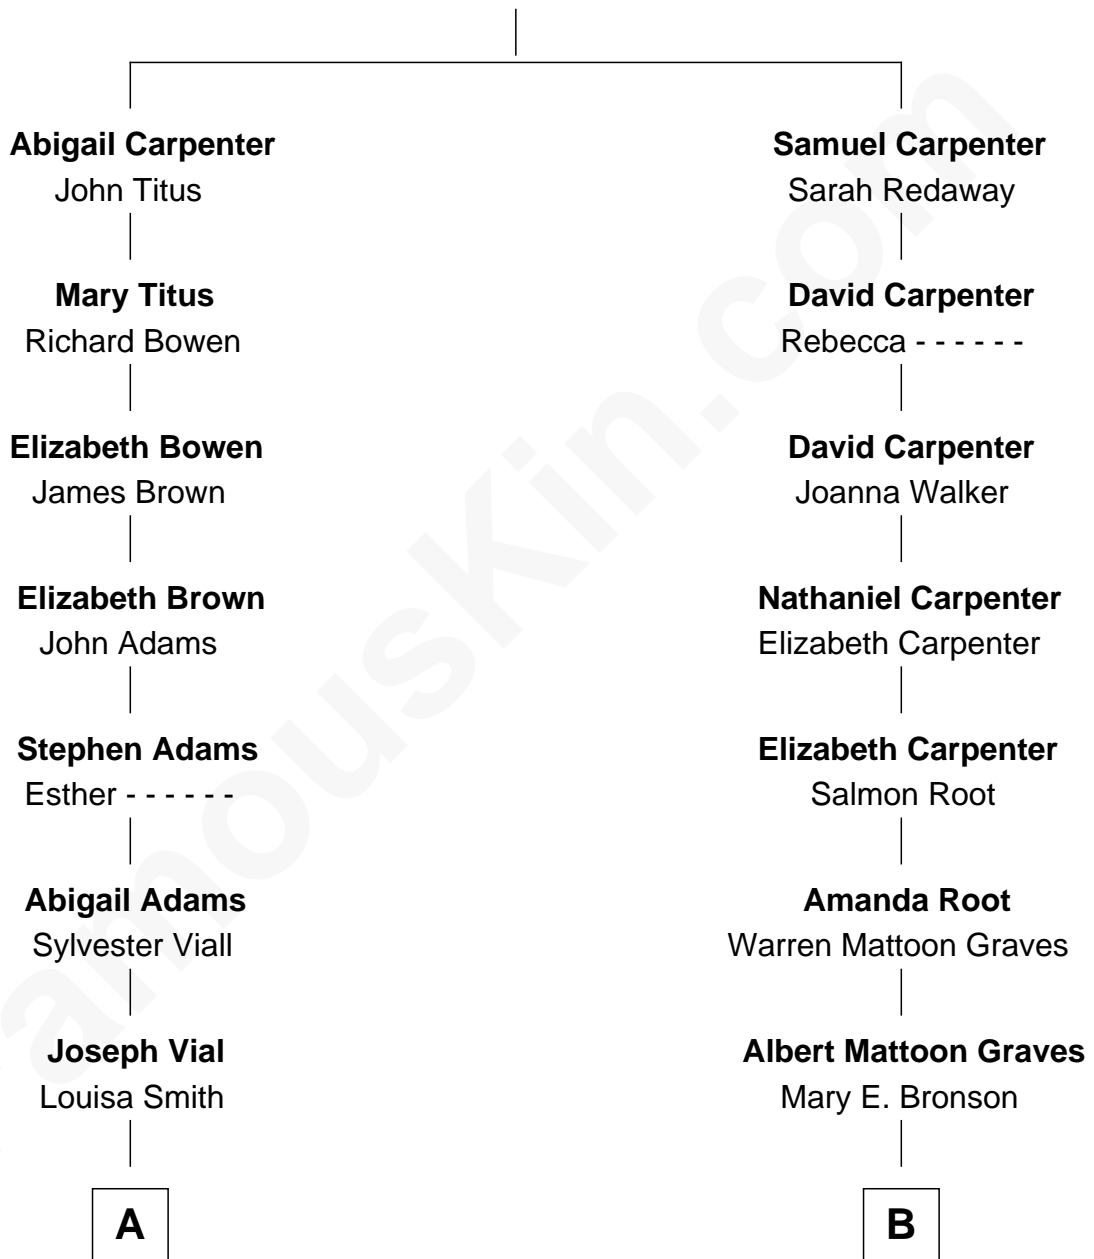 Abigail Carpenter
John Titus
Mary Titus
Richard Bowen
Elizabeth Bowen
James Brown
Elizabeth Brown
John Adams
Stephen Adams
Esther - - - - - -
Abigail Adams
Sylvester Viall
Joseph Vial
Louisa Smith
A
Samuel Carpenter
Sarah Redaway
David Carpenter
Rebecca - - - - - -
David Carpenter
Joanna Walker
Nathaniel Carpenter
Elizabeth Carpenter
Elizabeth Carpenter
Salmon Root
Amanda Root
Warren Mattoon Graves
Albert Mattoon Graves
Mary E. Bronson
B
amousKin.com